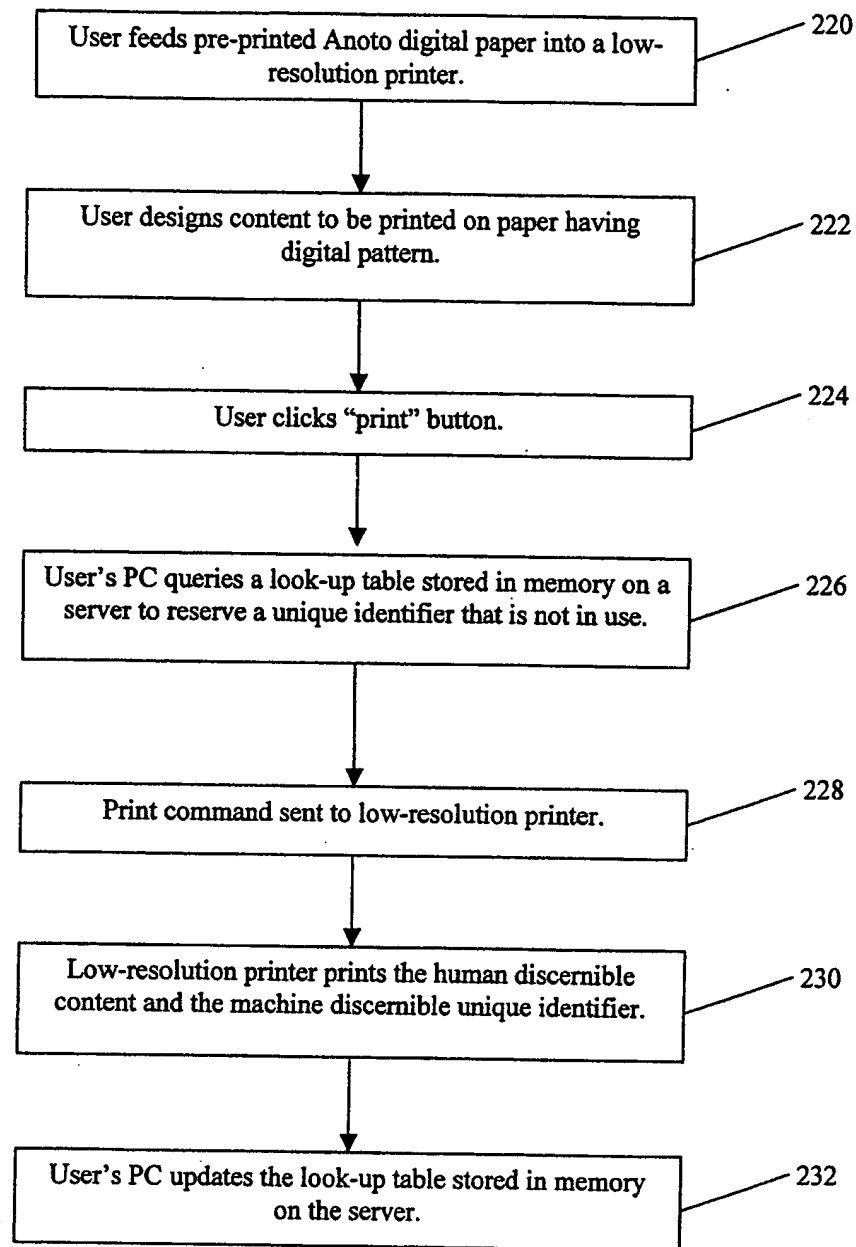 User feeds pre-printed Anoto digital paper into a low-
resolution printer.
220
User designs content to be printed on paper having
digital pattern.
222
User clicks “print” button.
224
User’s PC queries a look-up table stored in memory on a
server to reserve a unique identifier that is not in use.
226
Print command sent to low-resolution printer.
228
Low-resolution printer prints the human discernible
content and the machine discernible unique identifier.
230
User’s PC updates the look-up table stored in memory
on the server.
232